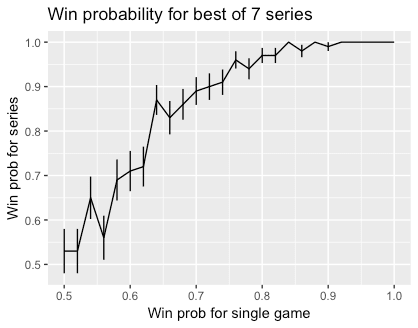 Win probability for best of 7 series
1.0
0.9
0.8
0.7
0.6
0.5
Win prob for series
0.5 0.6 0.7 0.8 0.9 1.0
Win prob for single game